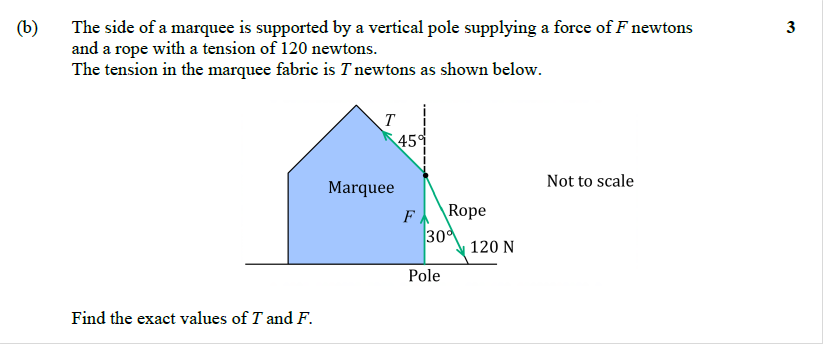 (b) The side of a marquee is supported by a vertical pole supplying a force of F newtons 3
and a rope with a tension of 120 newtons.
The tension in the marquee fabric is T newtons as shown below.
T
45°
Marquee
Not to scale
F
Rope
30°
120 N
Pole
Find the exact values of T and F.